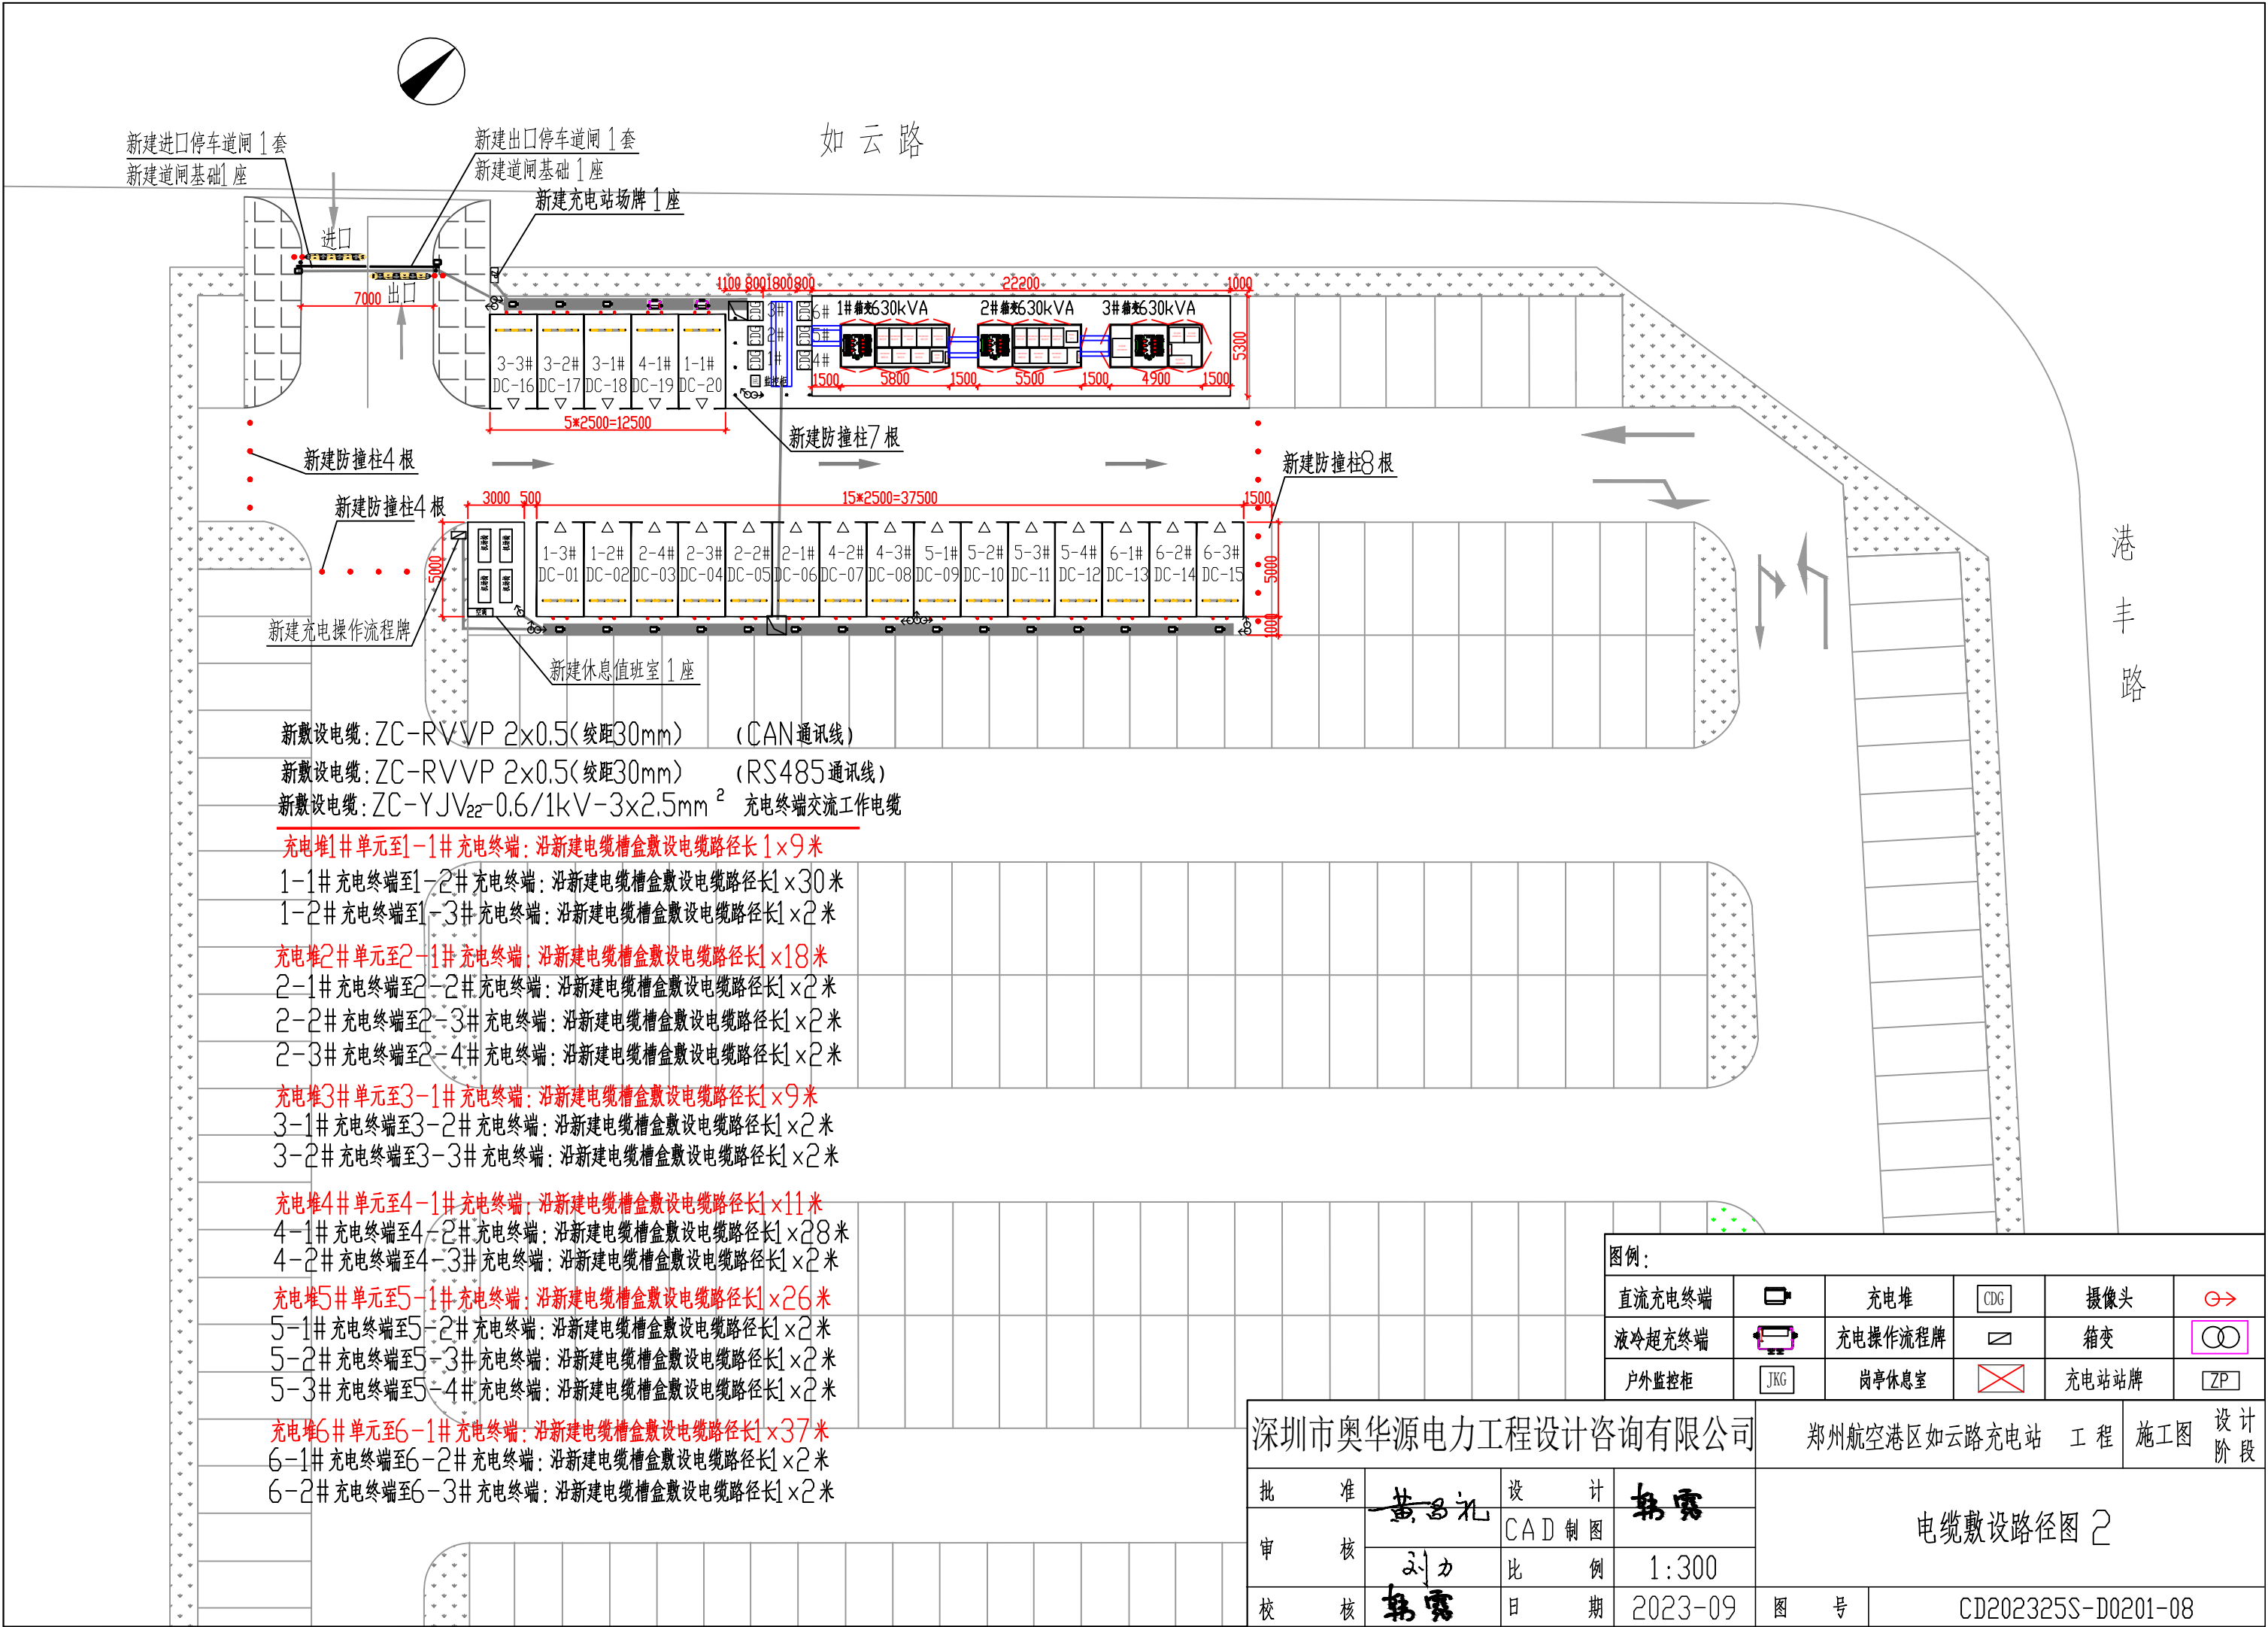 如云路
新建进口停车道闸1套
新建道闸基础1座
新建出口停车道闸1套
新建道闸基础1座
新建充电站场牌1座
进口
出口
7000
1100 800 1800 900
22200
1000
1#箱变630kVA
2#箱变630kVA
3#箱变630kVA
CDG 3# CDG 6#
CDG 2# CDG 5#
CDG 1# CDG 4#
监控柜
5300
1500 5800 1500 5500 1500 4900 1500
3-3# 3-2# 3-1# 4-1# 1-1#
DC-16 DC-17 DC-18 DC-19 DC-20
5*2500=12500
新建防撞柱7根
新建防撞柱4根
新建防撞柱8根
新建防撞柱4根
3000 500 15*2500=37500 1500
5000
1-3# 1-2# 2-4# 2-3# 2-2# 2-1# 4-2# 4-3# 5-1# 5-2# 5-3# 5-4# 6-1# 6-2# 6-3#
DC-01 DC-02 DC-03 DC-04 DC-05 DC-06 DC-07 DC-08 DC-09 DC-10 DC-11 DC-12 DC-13 DC-14 DC-15
5000
1000
空调
新建充电操作流程牌
新建休息值班室1座
港丰路
新敷设电缆:ZC-RVVP 2x0.5(绞距30mm) (CAN通讯线)
新敷设电缆:ZC-RVVP 2x0.5(绞距30mm) (RS485通讯线)
新敷设电缆:ZC-YJV22-0.6/1kV-3x2.5mm² 充电终端交流工作电缆
充电堆1#单元至1-1#充电终端:沿新建电缆槽盒敷设电缆路径长1×9米
1-1#充电终端至1-2#充电终端:沿新建电缆槽盒敷设电缆路径长1×30米
1-2#充电终端至1-3#充电终端:沿新建电缆槽盒敷设电缆路径长1×2米
充电堆2#单元至2-1#充电终端:沿新建电缆槽盒敷设电缆路径长1×18米
2-1#充电终端至2-2#充电终端:沿新建电缆槽盒敷设电缆路径长1×2米
2-2#充电终端至2-3#充电终端:沿新建电缆槽盒敷设电缆路径长1×2米
2-3#充电终端至2-4#充电终端:沿新建电缆槽盒敷设电缆路径长1×2米
充电堆3#单元至3-1#充电终端:沿新建电缆槽盒敷设电缆路径长1×9米
3-1#充电终端至3-2#充电终端:沿新建电缆槽盒敷设电缆路径长1×2米
3-2#充电终端至3-3#充电终端:沿新建电缆槽盒敷设电缆路径长1×2米
充电堆4#单元至4-1#充电终端:沿新建电缆槽盒敷设电缆路径长1×11米
4-1#充电终端至4-2#充电终端:沿新建电缆槽盒敷设电缆路径长1×28米
4-2#充电终端至4-3#充电终端:沿新建电缆槽盒敷设电缆路径长1×2米
充电堆5#单元至5-1#充电终端:沿新建电缆槽盒敷设电缆路径长1×26米
5-1#充电终端至5-2#充电终端:沿新建电缆槽盒敷设电缆路径长1×2米
5-2#充电终端至5-3#充电终端:沿新建电缆槽盒敷设电缆路径长1×2米
5-3#充电终端至5-4#充电终端:沿新建电缆槽盒敷设电缆路径长1×2米
充电堆6#单元至6-1#充电终端:沿新建电缆槽盒敷设电缆路径长1×37米
6-1#充电终端至6-2#充电终端:沿新建电缆槽盒敷设电缆路径长1×2米
6-2#充电终端至6-3#充电终端:沿新建电缆槽盒敷设电缆路径长1×2米
图例:
直流充电终端 充电堆 CDG 摄像头
液冷超充终端 充电操作流程牌 箱变
户外监控柜 JKG 岗亭休息室 充电站站牌 ZP
深圳市奥华源电力工程设计咨询有限公司 郑州航空港区如云路充电站 工程 施工图 设计阶段
批准 黄昌礼 设计 韩露
审核 刘力 CAD制图
比例 1:300
电缆敷设路径图2
校核 韩露 日期 2023-09 图号 CD202325S-D0201-08